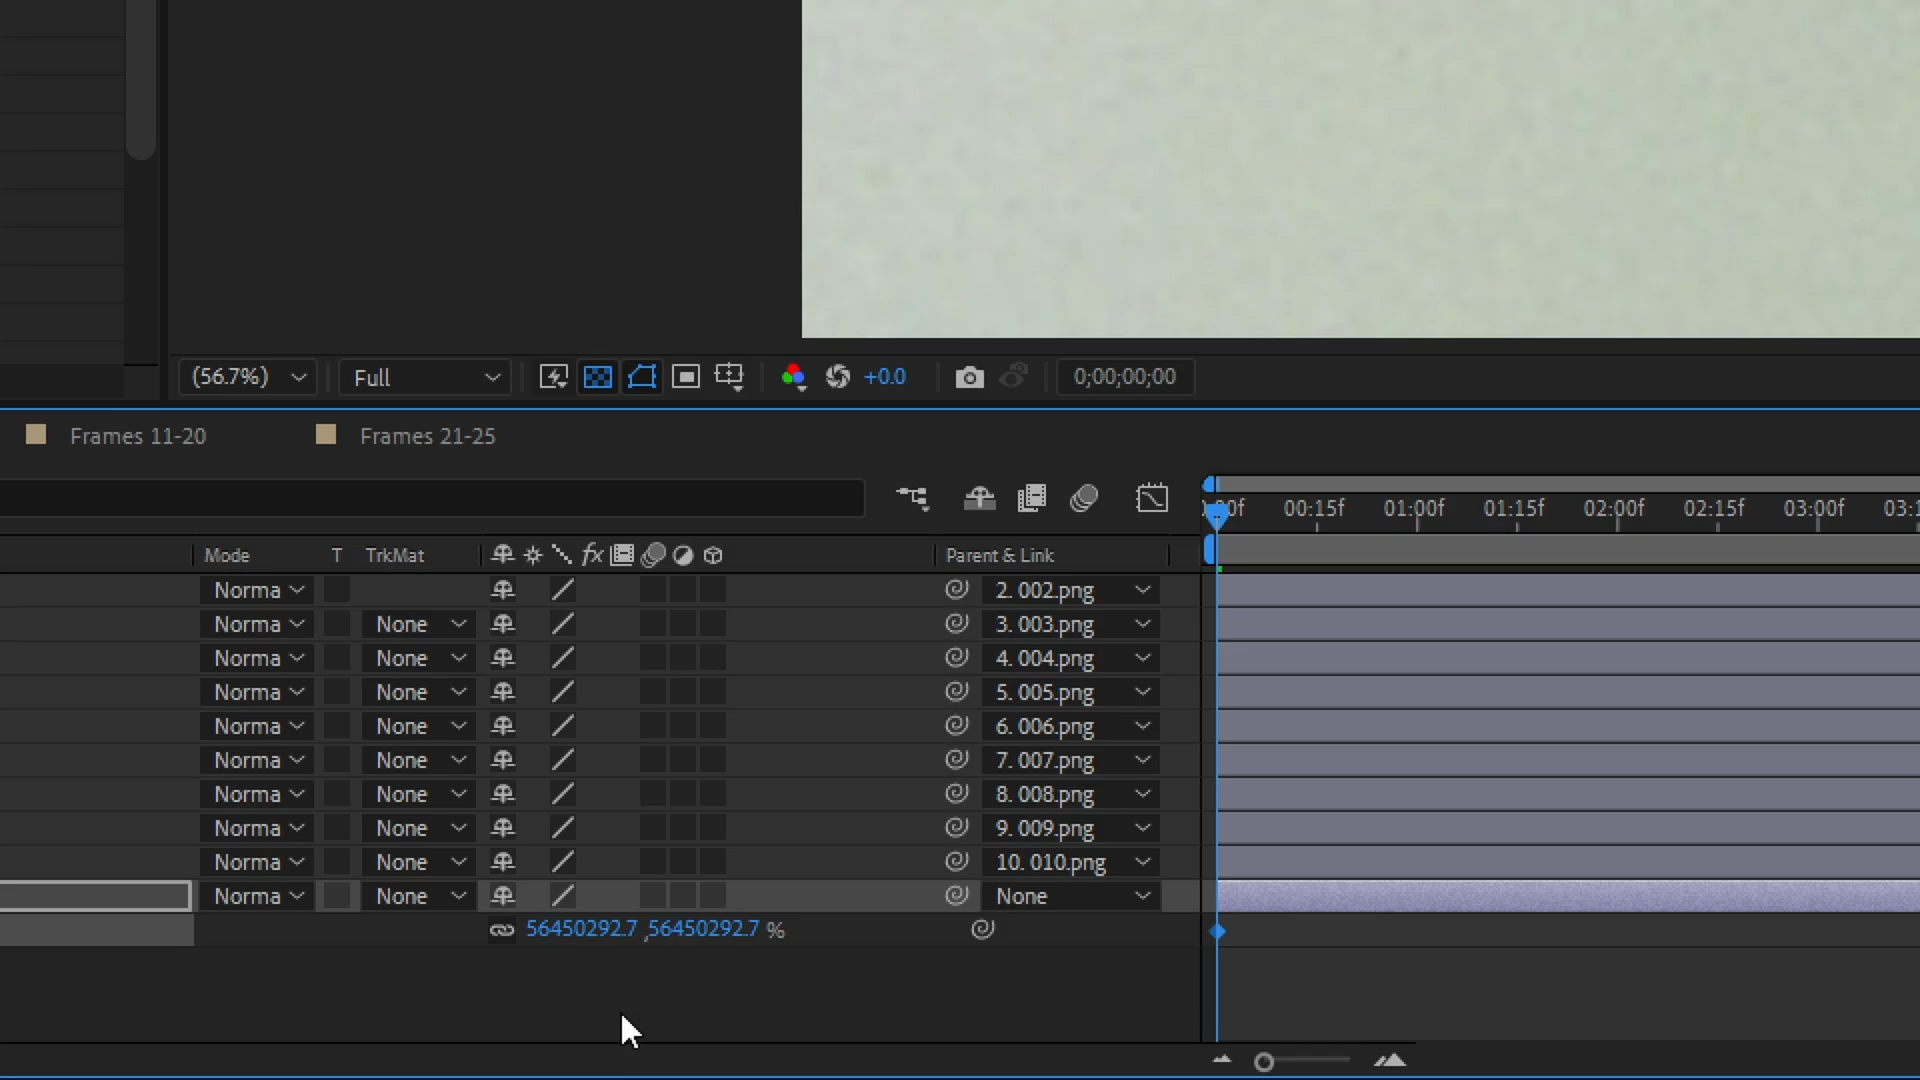 (56.7%) Full +0.0 0;00;00;00
Frames 11-20 Frames 21-25
00:15f 01:00f 01:15f 02:00f 02:15f 03:00f
Mode T TrkMat fx Parent & Link
Norma 2. 002.png
Norma None 3. 003.png
Norma None 4. 004.png
Norma None 5. 005.png
Norma None 6. 006.png
Norma None 7. 007.png
Norma None 8. 008.png
Norma None 9. 009.png
Norma None 10. 010.png
Norma None None
56450292.7 ,56450292.7 %